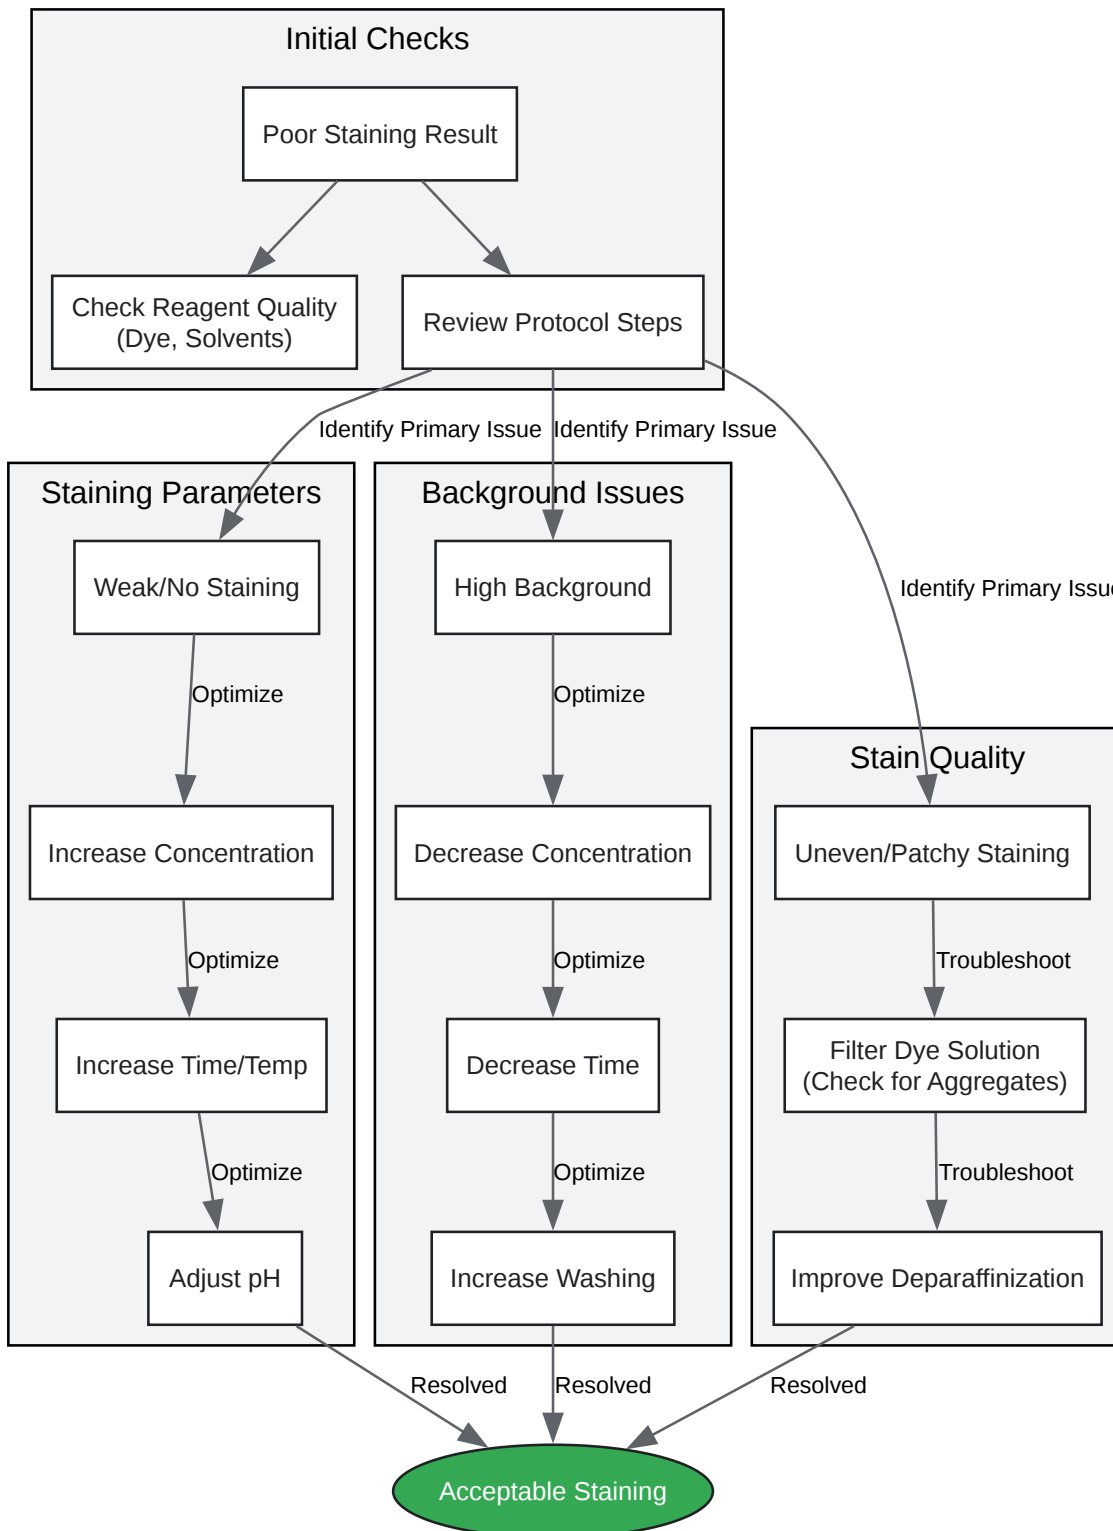 Initial Checks
Poor Staining Result
Check Reagent Quality
(Dye, Solvents)
Review Protocol Steps
Identify Primary Issue
Identify Primary Issue
Identify Primary Issue
Staining Parameters
Weak/No Staining
Optimize
Increase Concentration
Optimize
Increase Time/Temp
Optimize
Adjust pH
Resolved
Background Issues
High Background
Optimize
Decrease Concentration
Optimize
Decrease Time
Optimize
Increase Washing
Resolved
Stain Quality
Uneven/Patchy Staining
Troubleshoot
Filter Dye Solution
(Check for Aggregates)
Troubleshoot
Improve Deparaffinization
Resolved
Acceptable Staining